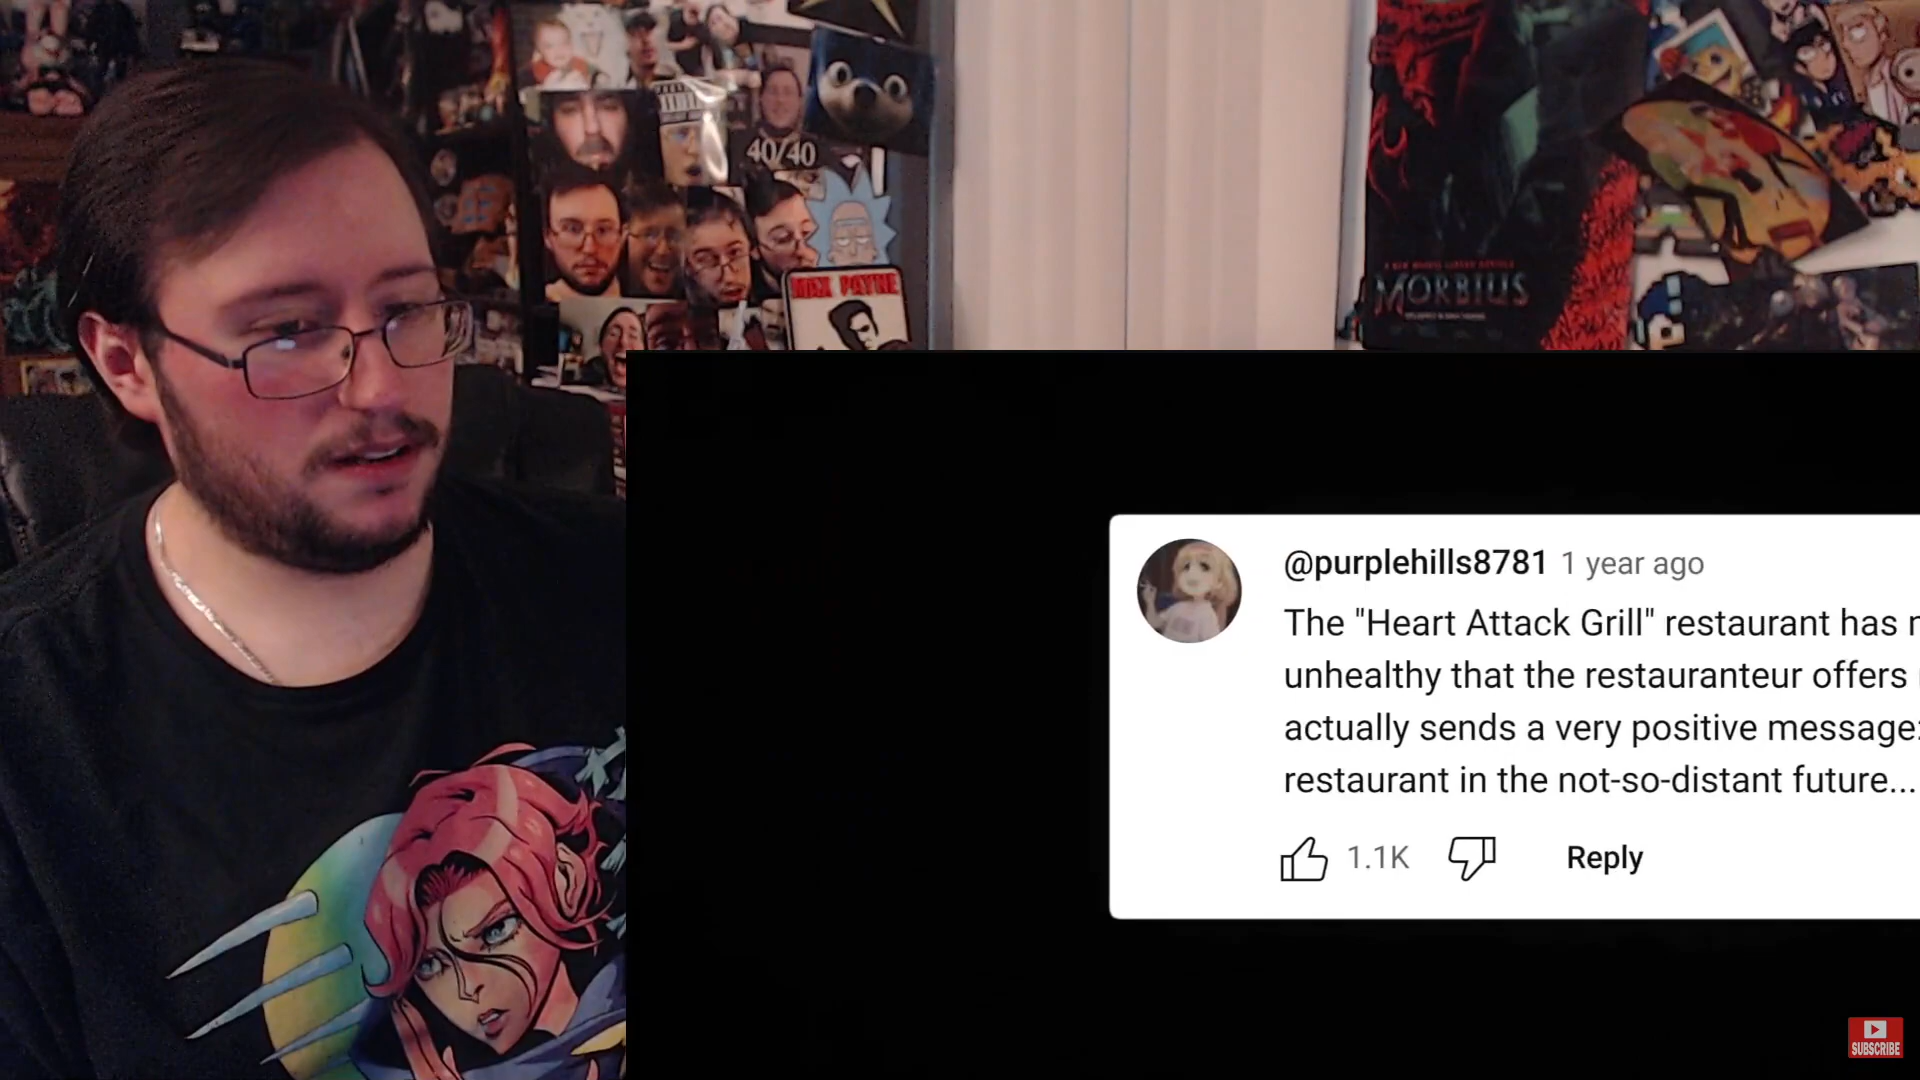 40/40
MAX PAYNE
MORBIUS
@purplehills8781 1 year ago
The "Heart Attack Grill" restaurant has
unhealthy that the restauranteur offers
actually sends a very positive message:
restaurant in the not-so-distant future...
1.1K
Reply
SUBSCRIBE